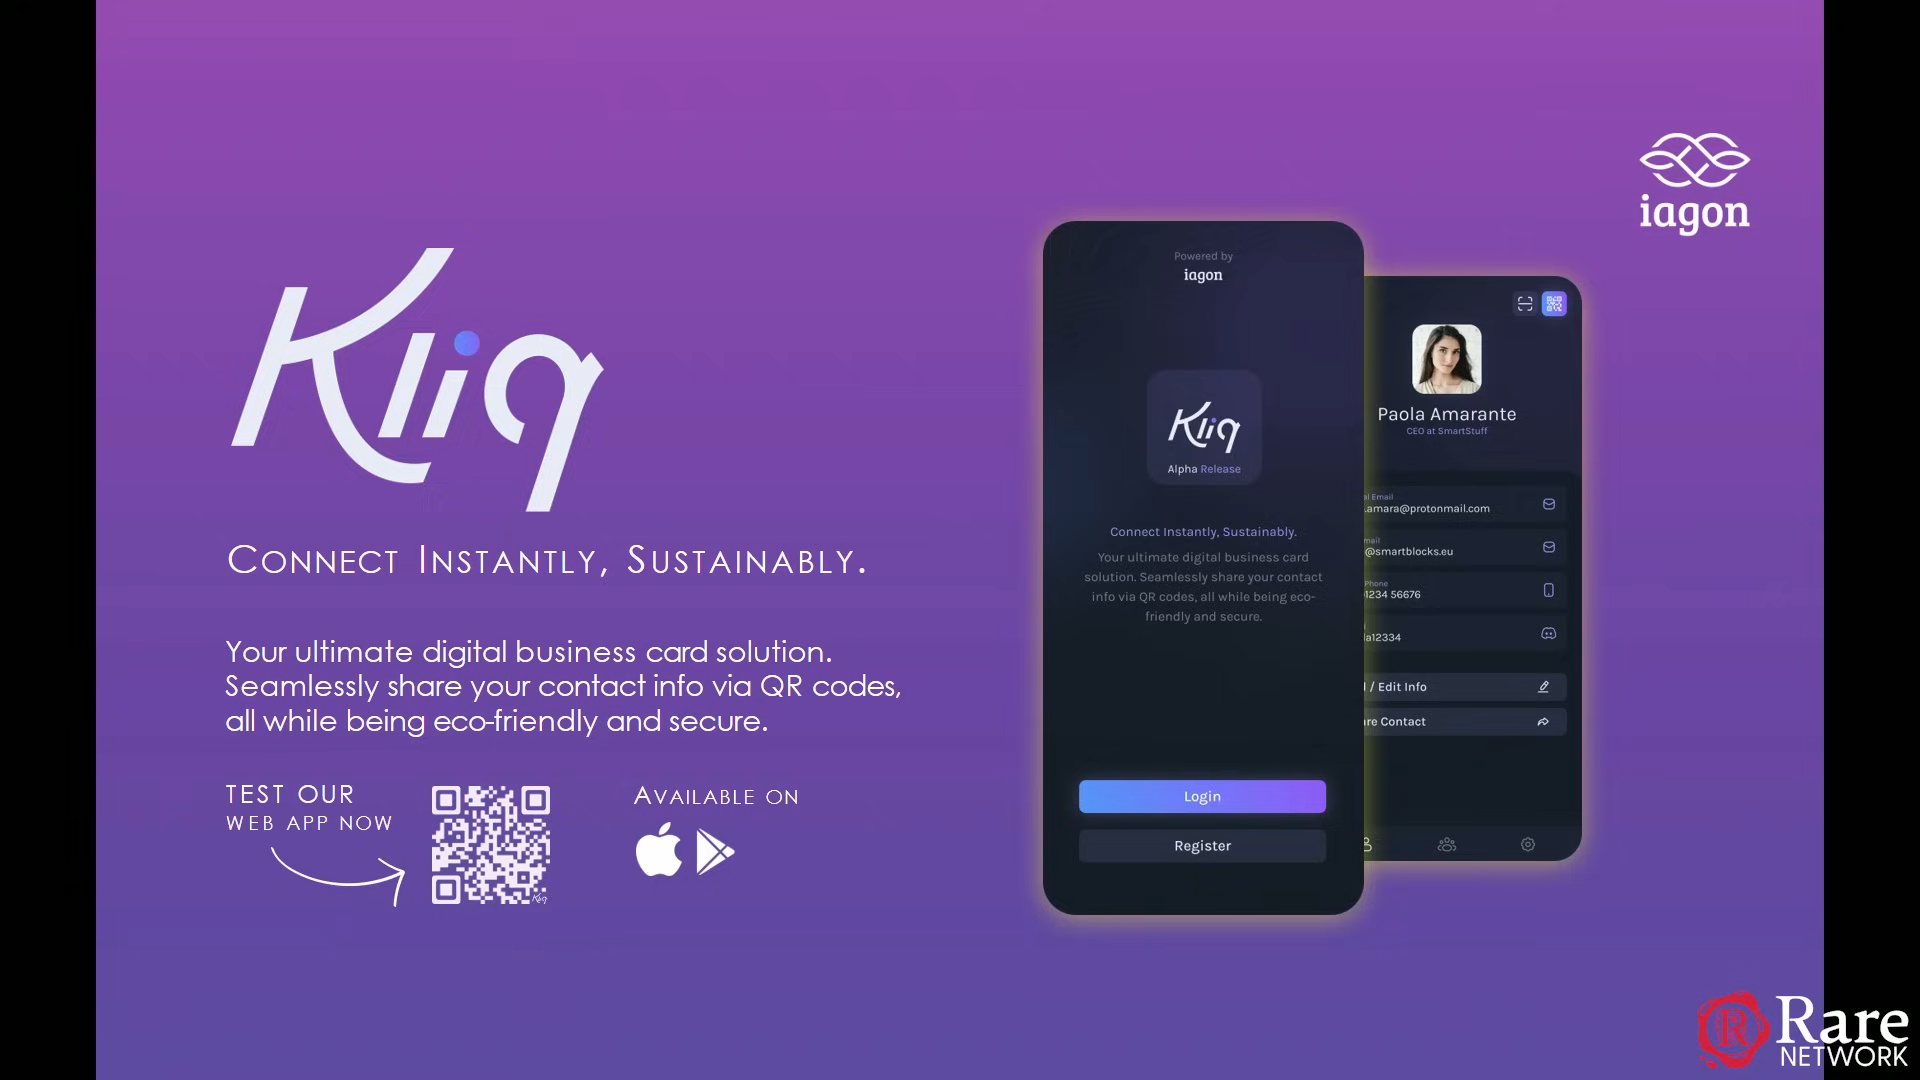 iagon
Kliq
CONNECT INSTANTLY, SUSTAINABLY.
Your ultimate digital business card solution.
Seamlessly share your contact info via QR codes,
all while being eco-friendly and secure.
TEST OUR
WEB APP NOW
Kliq
AVAILABLE ON
Powered by
iagon
Kliq
Alpha Release
Connect Instantly, Sustainably.
Your ultimate digital business card
solution. Seamlessly share your contact
info via QR codes, all while being eco-
friendly and secure.
Login
Register
Paola Amarante
CEO at SmartStuff
Email
.amara@protonmail.com
@smartblocks.eu
Phone
1234 56676
a12334
/ Edit Info
Contact
Rare
NETWORK